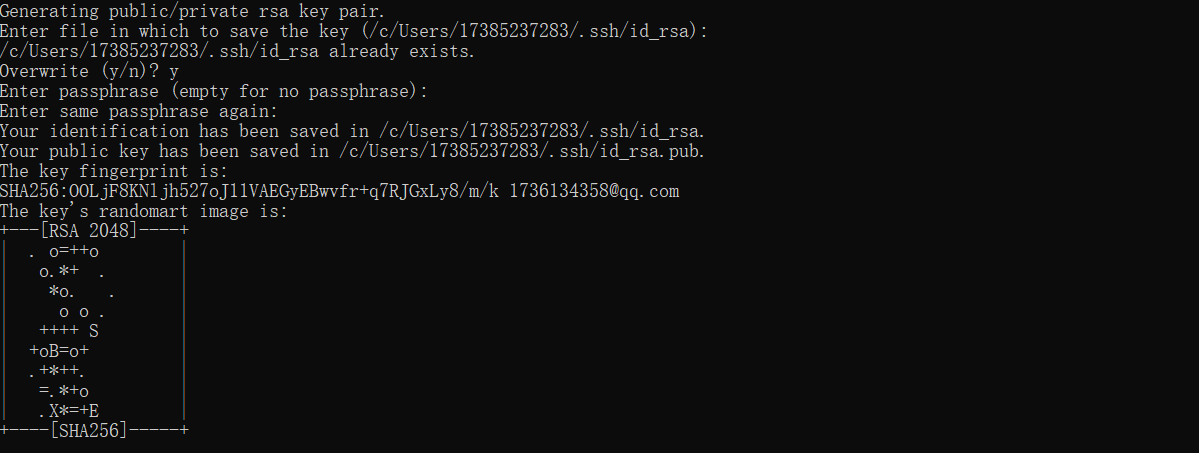 Generating public/private rsa key pair.
Enter file in which to save the key (/c/Users/17385237283/.ssh/id_rsa):
/c/Users/17385237283/.ssh/id_rsa already exists.
Overwrite (y/n)? y
Enter passphrase (empty for no passphrase):
Enter same passphrase again:
Your identification has been saved in /c/Users/17385237283/.ssh/id_rsa.
Your public key has been saved in /c/Users/17385237283/.ssh/id_rsa.pub.
The key fingerprint is:
SHA256:OOLjF8KNljh527oJ11VAEGyEBwvfr+q7RJGxLy8/m/k 1736134358@qq.com
The key's randomart image is:
+---[RSA 2048]----+
|  . o=++o        |
|   o.*+  .       |
|    *o.   .      |
|     o o .       |
|   ++++ S        |
|  +oB=o+         |
|  .+*++.         |
|   =.*+o         |
|   .X*=+E        |
+----[SHA256]-----+